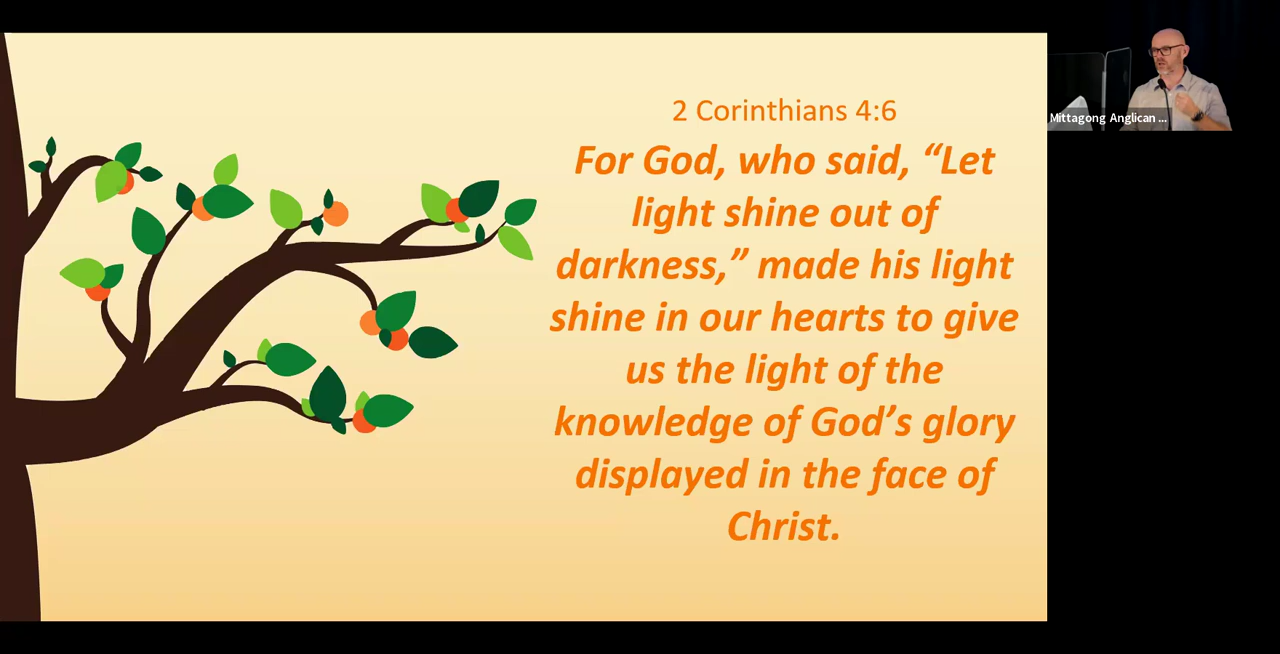 2 Corinthians 4:6
For God, who said, “Let
light shine out of
darkness,” made his light
shine in our hearts to give
us the light of the
knowledge of God’s glory
displayed in the face of
Christ.
Mittagong Anglican ...